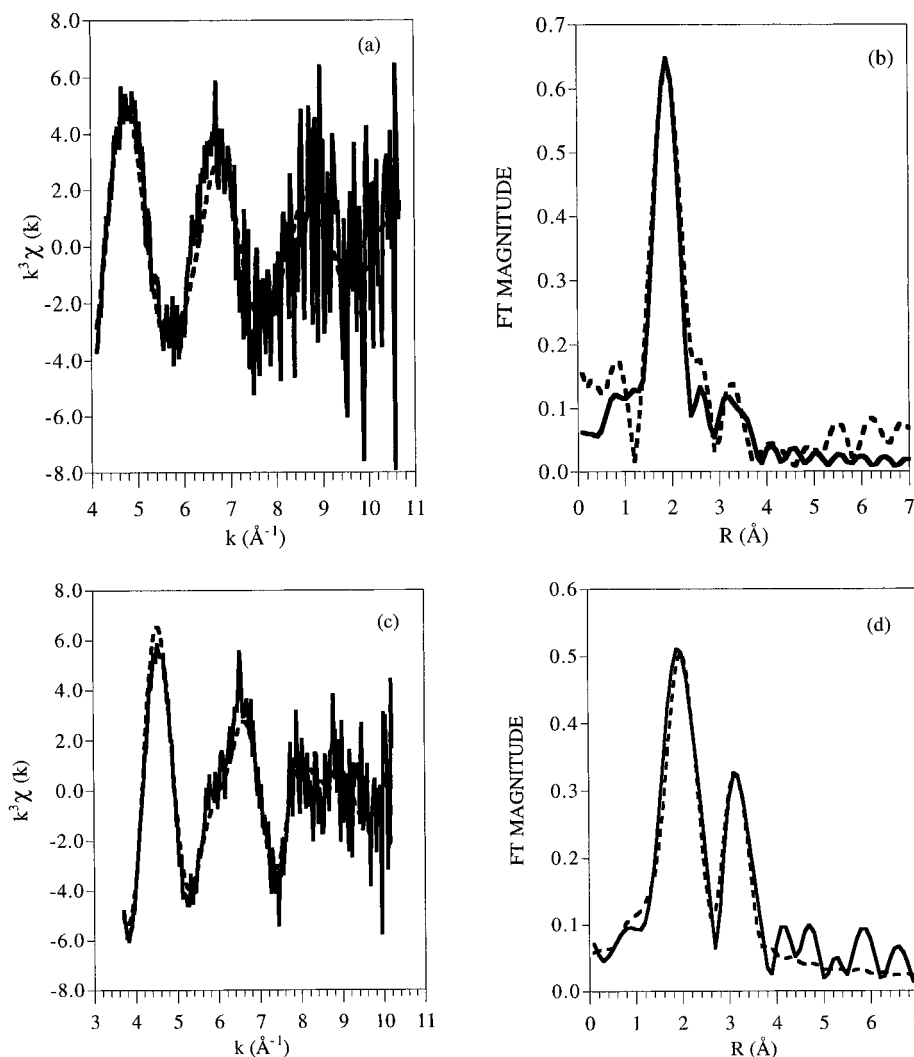 (a)
k³χ (k)
8.0
6.0
4.0
2.0
0.0
-2.0
-4.0
-6.0
-8.0
4 5 6 7 8 9 10 11
k (Å⁻¹)
(b)
FT MAGNITUDE
0.7
0.6
0.5
0.4
0.3
0.2
0.1
0.0
0 1 2 3 4 5 6 7
R (Å)
(c)
k³χ (k)
8.0
6.0
4.0
2.0
0.0
-2.0
-4.0
-6.0
-8.0
3 4 5 6 7 8 9 10 11
k (Å⁻¹)
(d)
FT MAGNITUDE
0.6
0.5
0.4
0.3
0.2
0.1
0.0
0 1 2 3 4 5 6 7
R (Å)